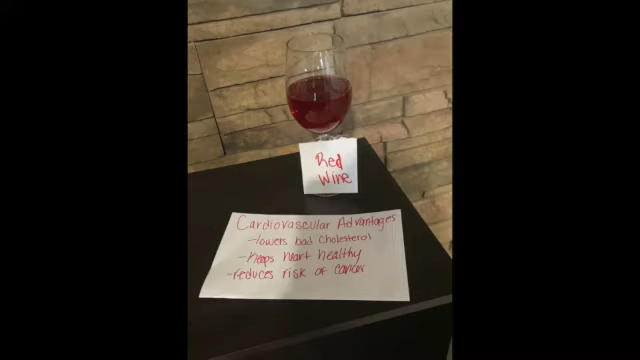 Red
Wine
Cardiovascular Advantages
-lowers bad cholesterol
-keeps heart healthy
-reduces risk of cancer